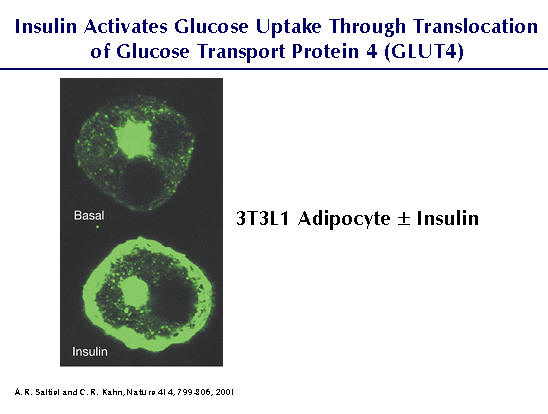 Insulin Activates Glucose Uptake Through Translocation
of Glucose Transport Protein 4 (GLUT4)
Basal
3T3L1 Adipocyte ± Insulin
Insulin
A.R. Saltiel and C. R. Kahn, Nature 414, 799-806, 2001